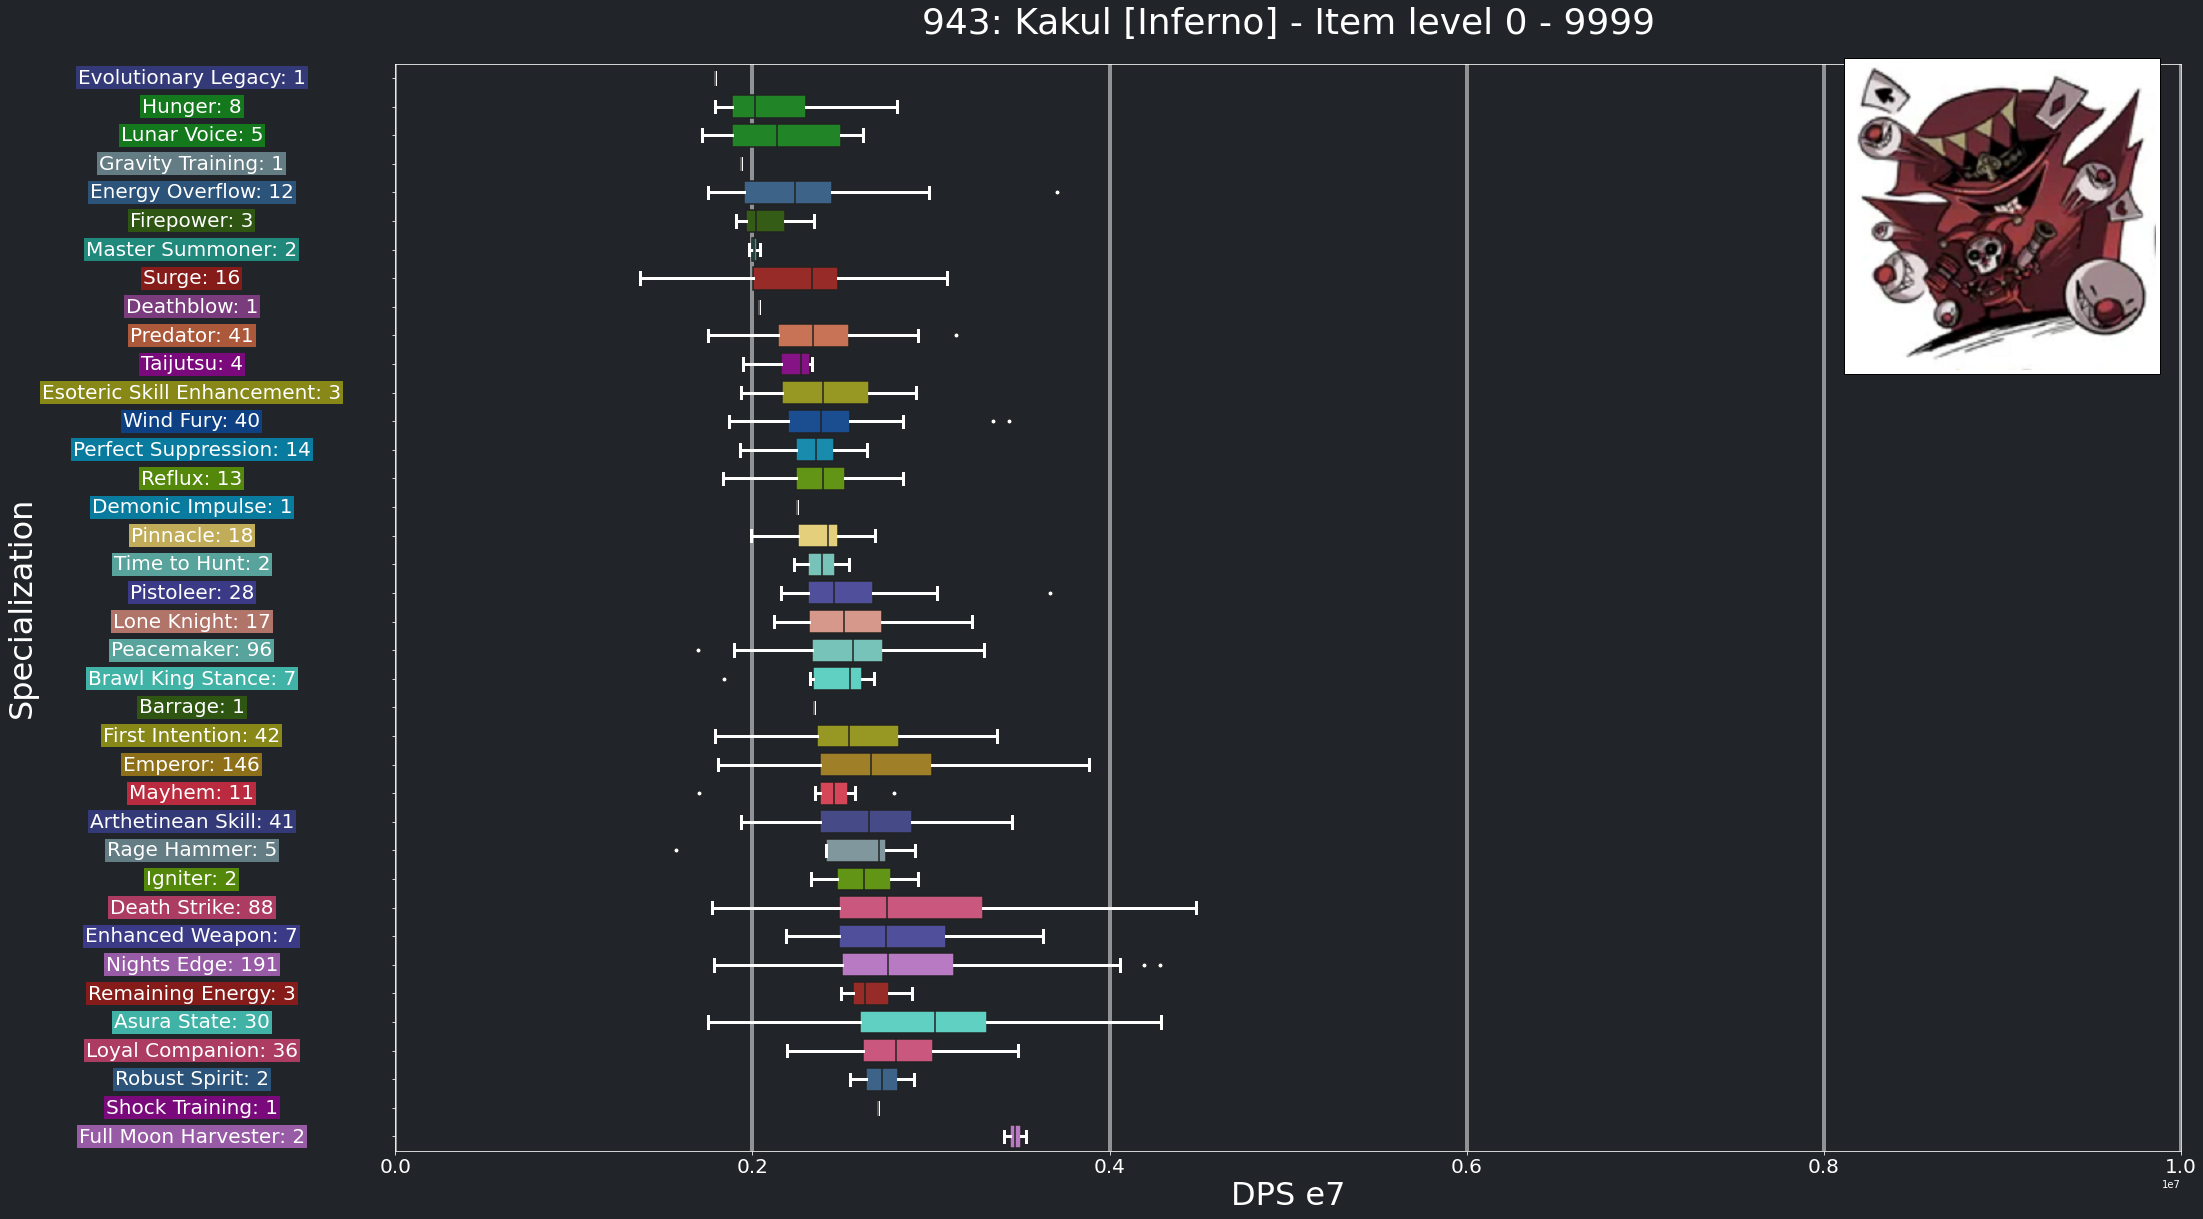 943: Kakul [Inferno] - Item level 0 - 9999
Evolutionary Legacy: 1
Hunger: 8
Lunar Voice: 5
Gravity Training: 1
Energy Overflow: 12
Firepower: 3
Master Summoner: 2
Surge: 16
Deathblow: 1
Predator: 41
Taijutsu: 4
Esoteric Skill Enhancement: 3
Wind Fury: 40
Perfect Suppression: 14
Reflux: 13
Demonic Impulse: 1
Pinnacle: 18
Time to Hunt: 2
Pistoleer: 28
Lone Knight: 17
Peacemaker: 96
Brawl King Stance: 7
Barrage: 1
First Intention: 42
Emperor: 146
Mayhem: 11
Arthetinean Skill: 41
Rage Hammer: 5
Igniter: 2
Death Strike: 88
Enhanced Weapon: 7
Nights Edge: 191
Remaining Energy: 3
Asura State: 30
Loyal Companion: 36
Robust Spirit: 2
Shock Training: 1
Full Moon Harvester: 2
Specialization
0.0 0.2 0.4 0.6 0.8 1.0
1e7
DPS e7